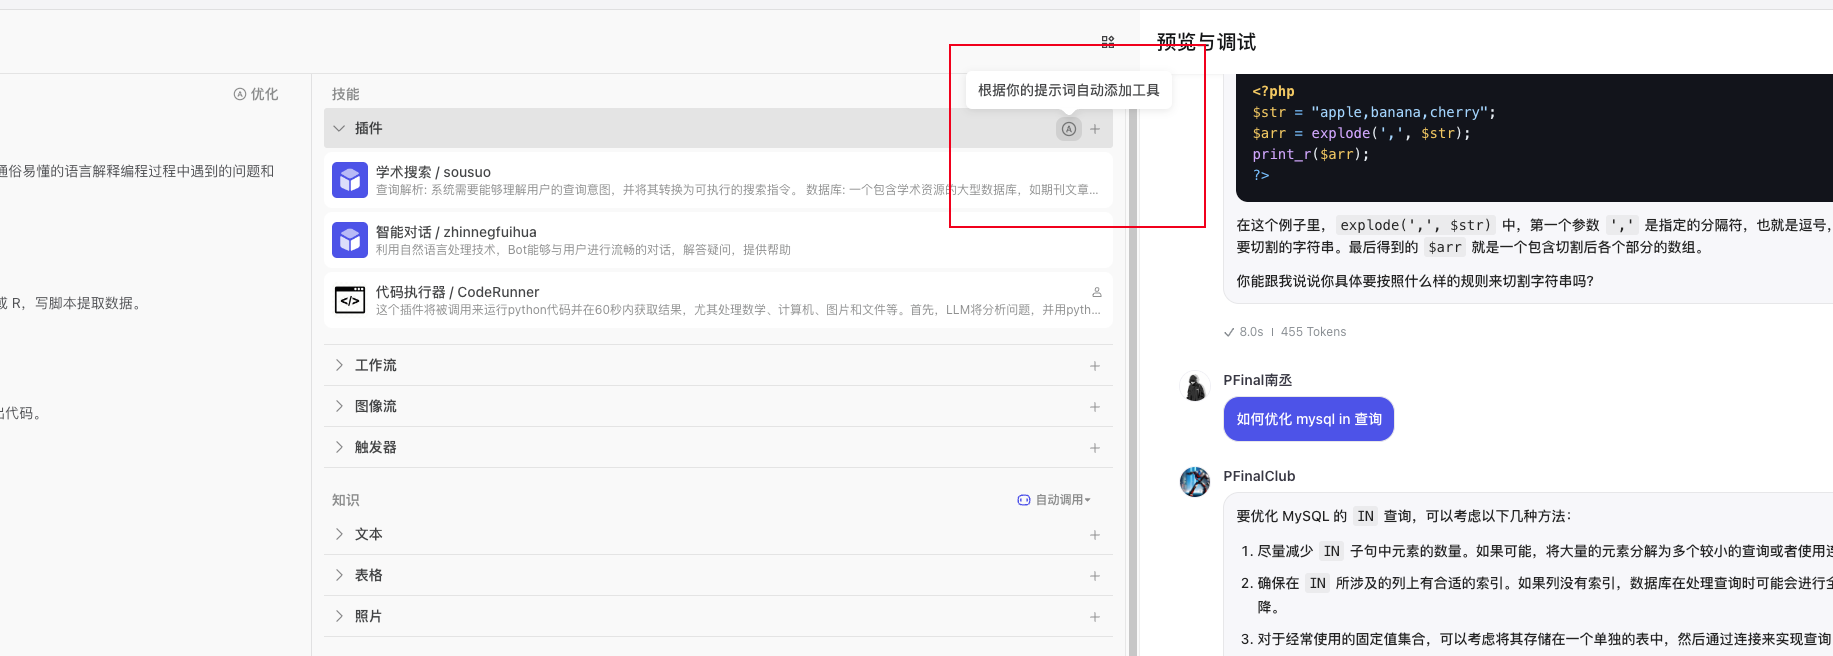 优化
通俗易懂的语言解释编程过程中遇到的问题和
或 R，写脚本提取数据。
出代码。
技能
根据你的提示词自动添加工具
插件
学术搜索 / sousuo
查询解析: 系统需要能够理解用户的查询意图，并将其转换为可执行的搜索指令。 数据库: 一个包含学术资源的大型数据库，如期刊文章...
智能对话 / zhinnegfuihua
利用自然语言处理技术，Bot能够与用户进行流畅的对话，解答疑问，提供帮助
代码执行器 / CodeRunner
这个插件将被调用来运行python代码并在60秒内获取结果，尤其处理数学、计算机、图片和文件等。首先，LLM将分析问题，并用pyth...
工作流
图像流
触发器
知识
自动调用
文本
表格
照片
预览与调试
<?php
$str = "apple,banana,cherry";
$arr = explode(',', $str);
print_r($arr);
?>
在这个例子里， explode(',', $str) 中，第一个参数 ',' 是指定的分隔符，也就是逗号，
要切割的字符串。最后得到的 $arr 就是一个包含切割后各个部分的数组。
你能跟我说说你具体要按照什么样的规则来切割字符串吗?
8.0s | 455 Tokens
PFinal南丞
如何优化 mysql in 查询
PFinalClub
要优化 MySQL 的 IN 查询，可以考虑以下几种方法：
1. 尽量减少 IN 子句中元素的数量。如果可能，将大量的元素分解为多个较小的查询或者使用连
2. 确保在 IN 所涉及的列上有合适的索引。如果列没有索引，数据库在处理查询时可能会进行全
降。
3. 对于经常使用的固定值集合，可以考虑将其存储在一个单独的表中，然后通过连接来实现查询